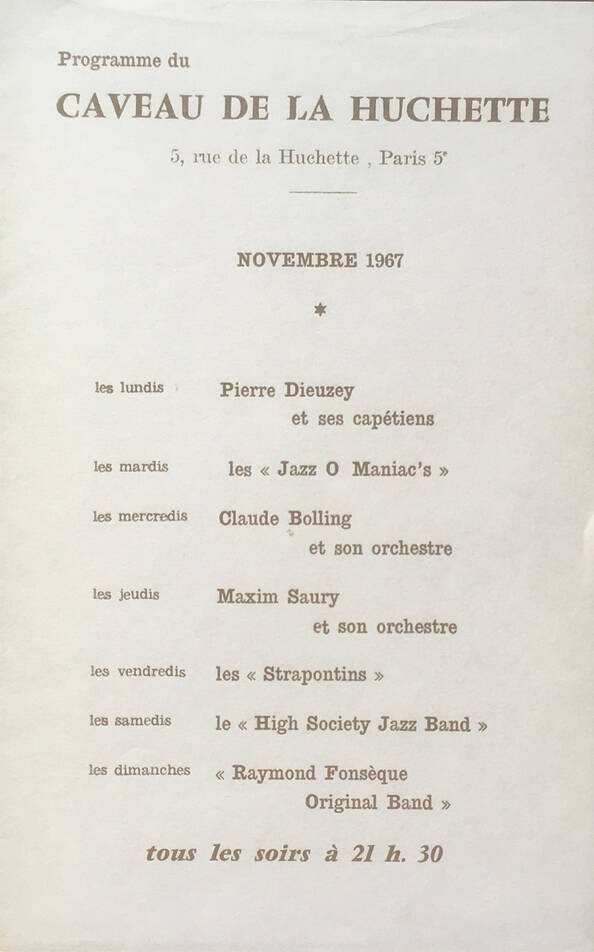 Programme du
CAVEAU DE LA HUCHETTE
5, rue de la Huchette , Paris 5e
NOVEMBRE 1967
les lundis Pierre Dieuzey
et ses capétiens
les mardis les « Jazz O Maniac's »
les mercredis Claude Bolling
et son orchestre
les jeudis Maxim Saury
et son orchestre
les vendredis les « Strapontins »
les samedis le « High Society Jazz Band »
les dimanches « Raymond Fonsèque
Original Band »
tous les soirs à 21 h. 30